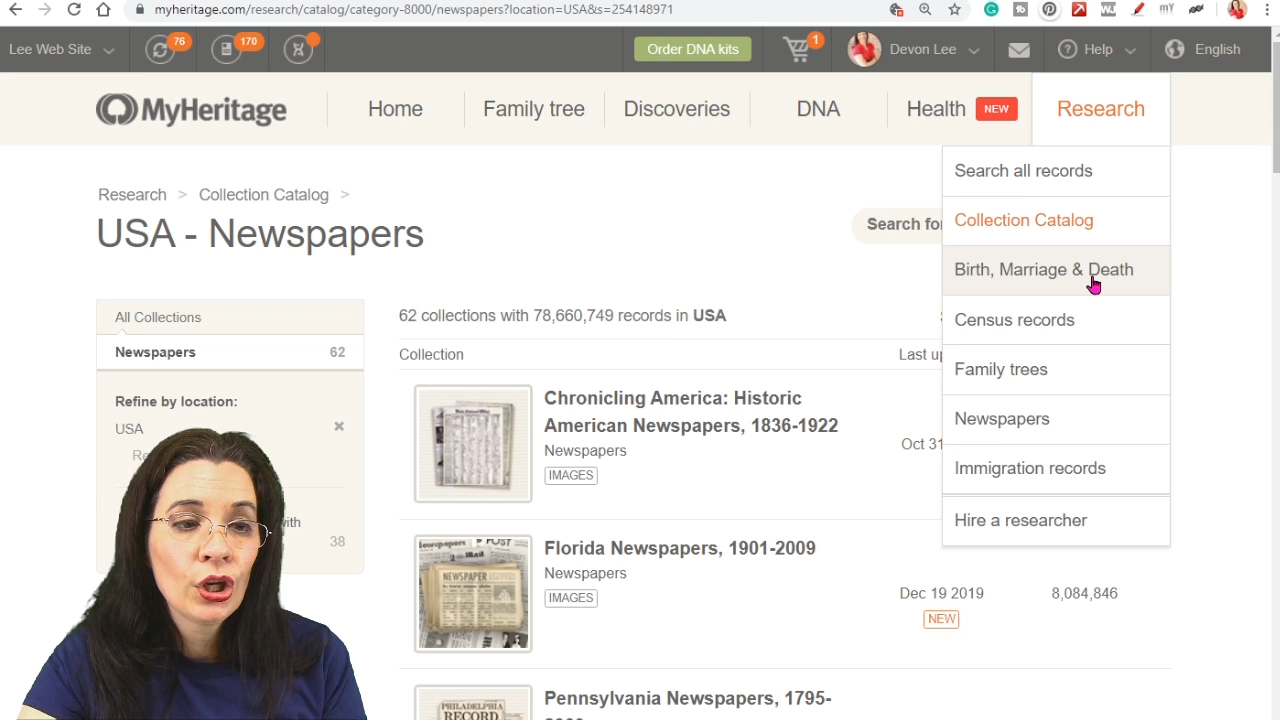 myheritage.com/research/catalog/category-8000/newspapers?location=USA&s=254148971
Lee Web Site 76 170 Order DNA kits 1 Devon Lee Help English
MyHeritage Home Family tree Discoveries DNA Health NEW Research
Search all records
Collection Catalog
Birth, Marriage & Death
Census records
Family trees
Newspapers
Immigration records
Hire a researcher
Research > Collection Catalog >
USA - Newspapers
Search for
All Collections
Newspapers 62
Refine by location:
USA
with
38
62 collections with 78,660,749 records in USA
Collection Last
Chronicling America: Historic
American Newspapers, 1836-1922
Newspapers
IMAGES
Oct 31
Florida Newspapers, 1901-2009
Newspapers
IMAGES
Dec 19 2019 8,084,846
NEW
NEWSPAPER
Pennsylvania Newspapers, 1795-
PHILADELPHIA
RECORD